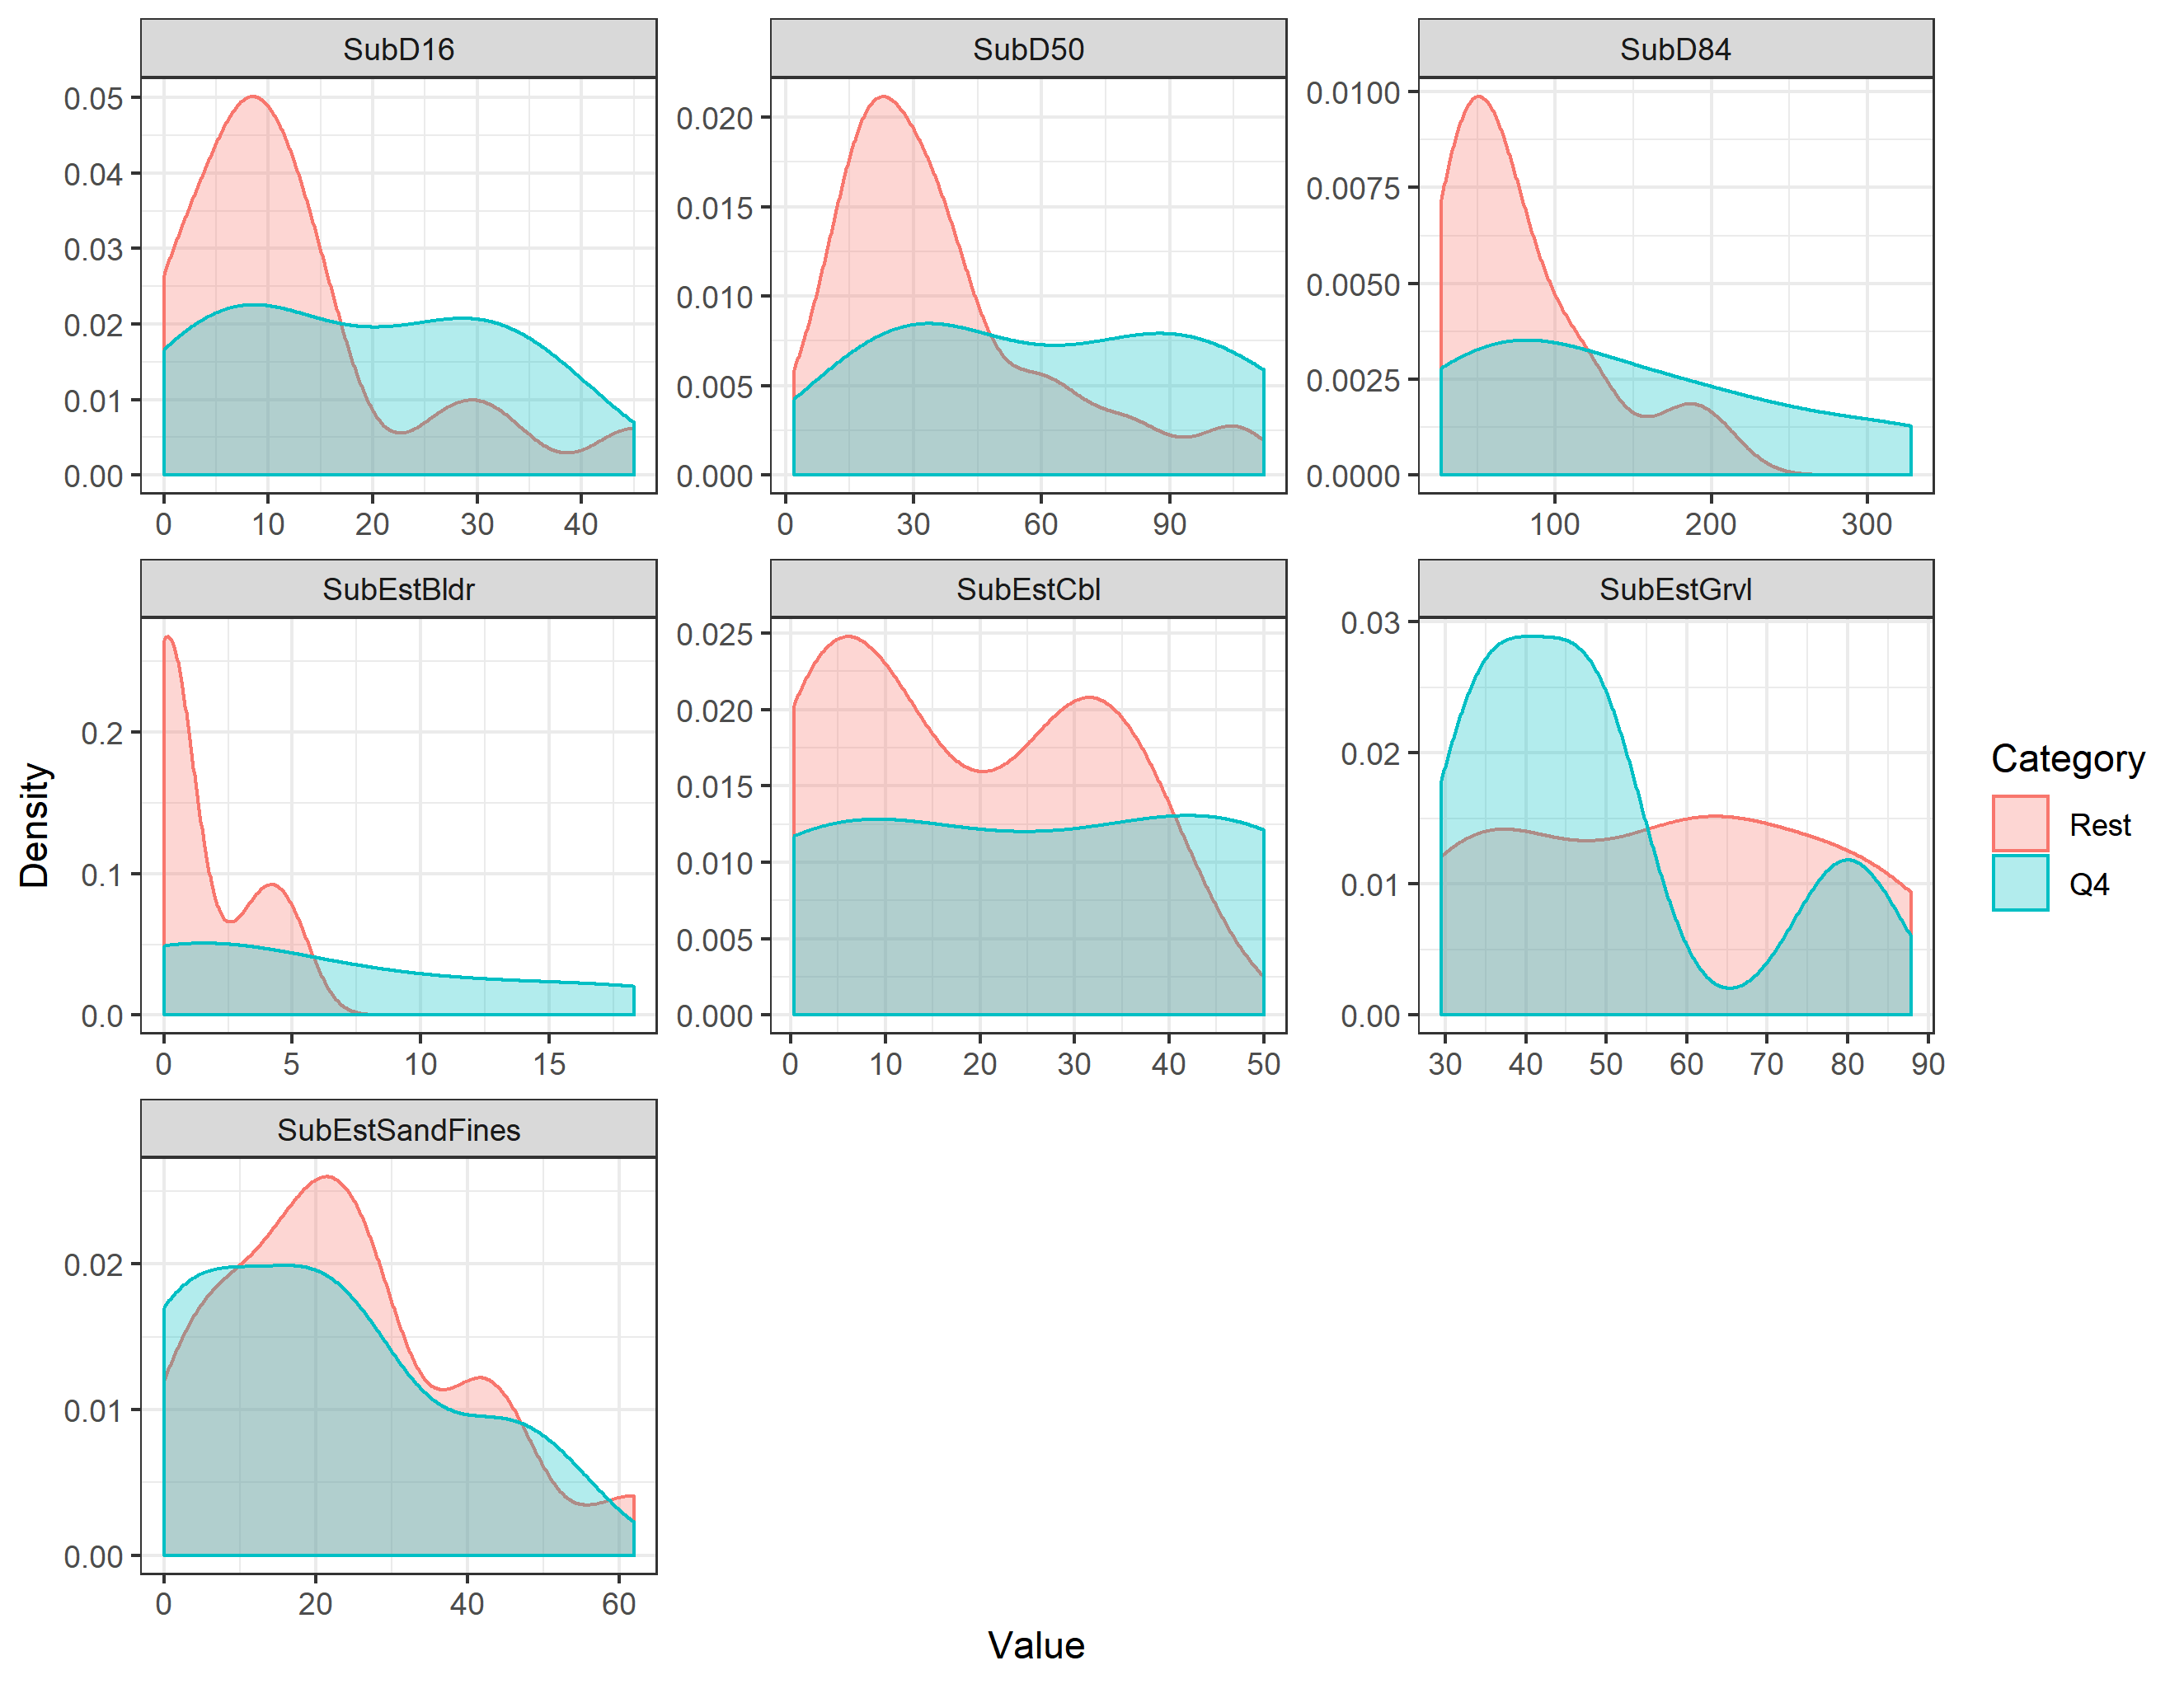 SubD16 SubD50 SubD84
0.05
0.04
0.03
0.02
0.01
0.00
0 10 20 30 40
0.020
0.015
0.010
0.005
0.000
0 30 60 90
0.0100
0.0075
0.0050
0.0025
0.0000
100 200 300
SubEstBldr SubEstCbl SubEstGrvl
0.2
0.1
0.0
0 5 10 15
0.025
0.020
0.015
0.010
0.005
0.000
0 10 20 30 40 50
0.03
0.02
0.01
0.00
30 40 50 60 70 80 90
SubEstSandFines
0.02
0.01
0.00
0 20 40 60
Density
Value
Category
Rest
Q4